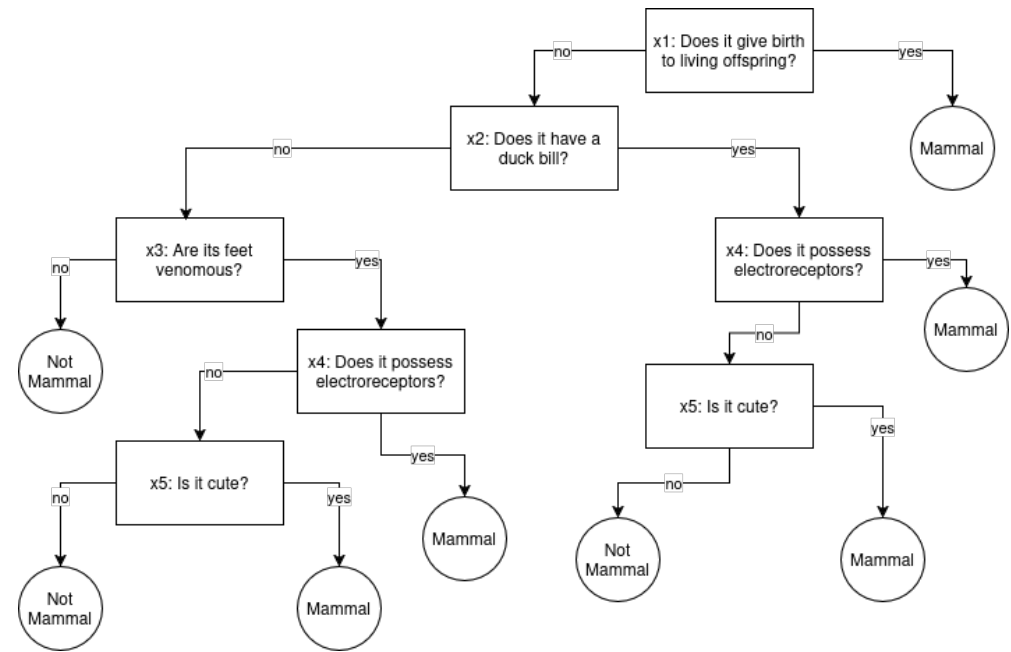 x1: Does it give birth
to living offspring?
no
yes
Mammal
x2: Does it have a
duck bill?
no
yes
x3: Are its feet
venomous?
no
yes
Not
Mammal
x4: Does it possess
electroreceptors?
yes
Mammal
no
x4: Does it possess
electroreceptors?
no
yes
Mammal
x5: Is it cute?
yes
no
Not
Mammal
Mammal
x5: Is it cute?
no
yes
Not
Mammal
Mammal